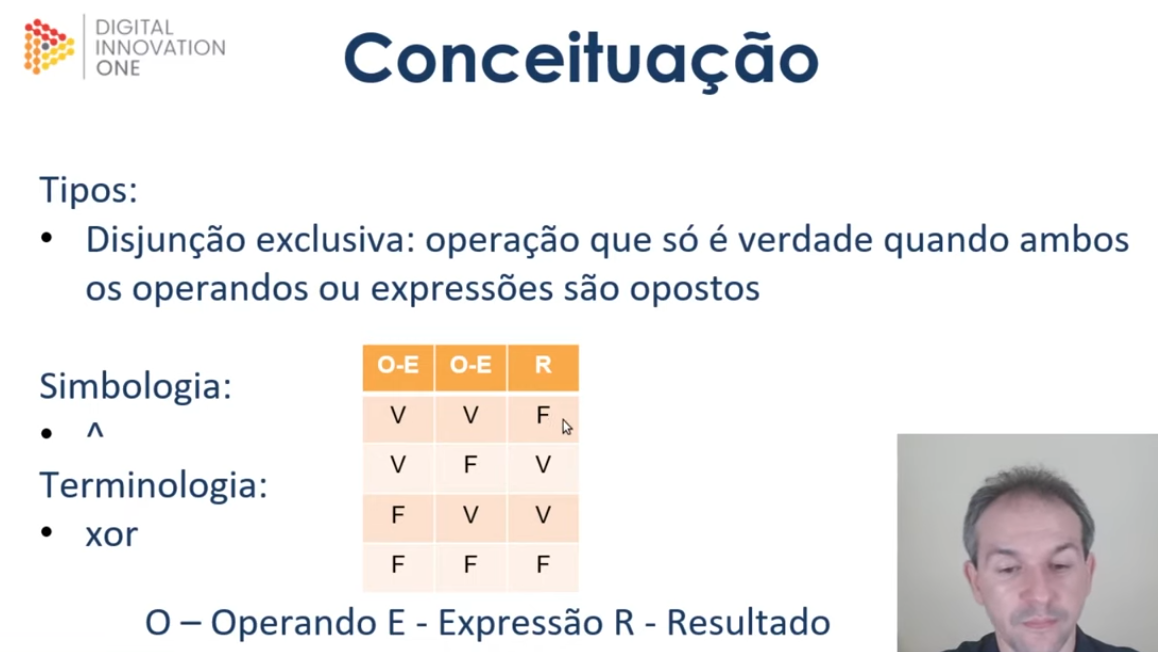 DIGITAL
INNOVATION
ONE
Conceituação
Tipos:
• Disjunção exclusiva: operação que só é verdade quando ambos
os operandos ou expressões são opostos
Simbologia:
• ^
Terminologia:
• xor
O-E O-E R
V V F
V F V
F V V
F F F
O – Operando E - Expressão R - Resultado